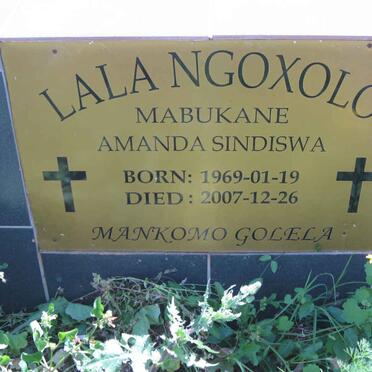 LALA NGOXOLO
MABUKANE
AMANDA SINDISWA
BORN: 1969-01-19
DIED: 2007-12-26
MANKOMO GOLELA